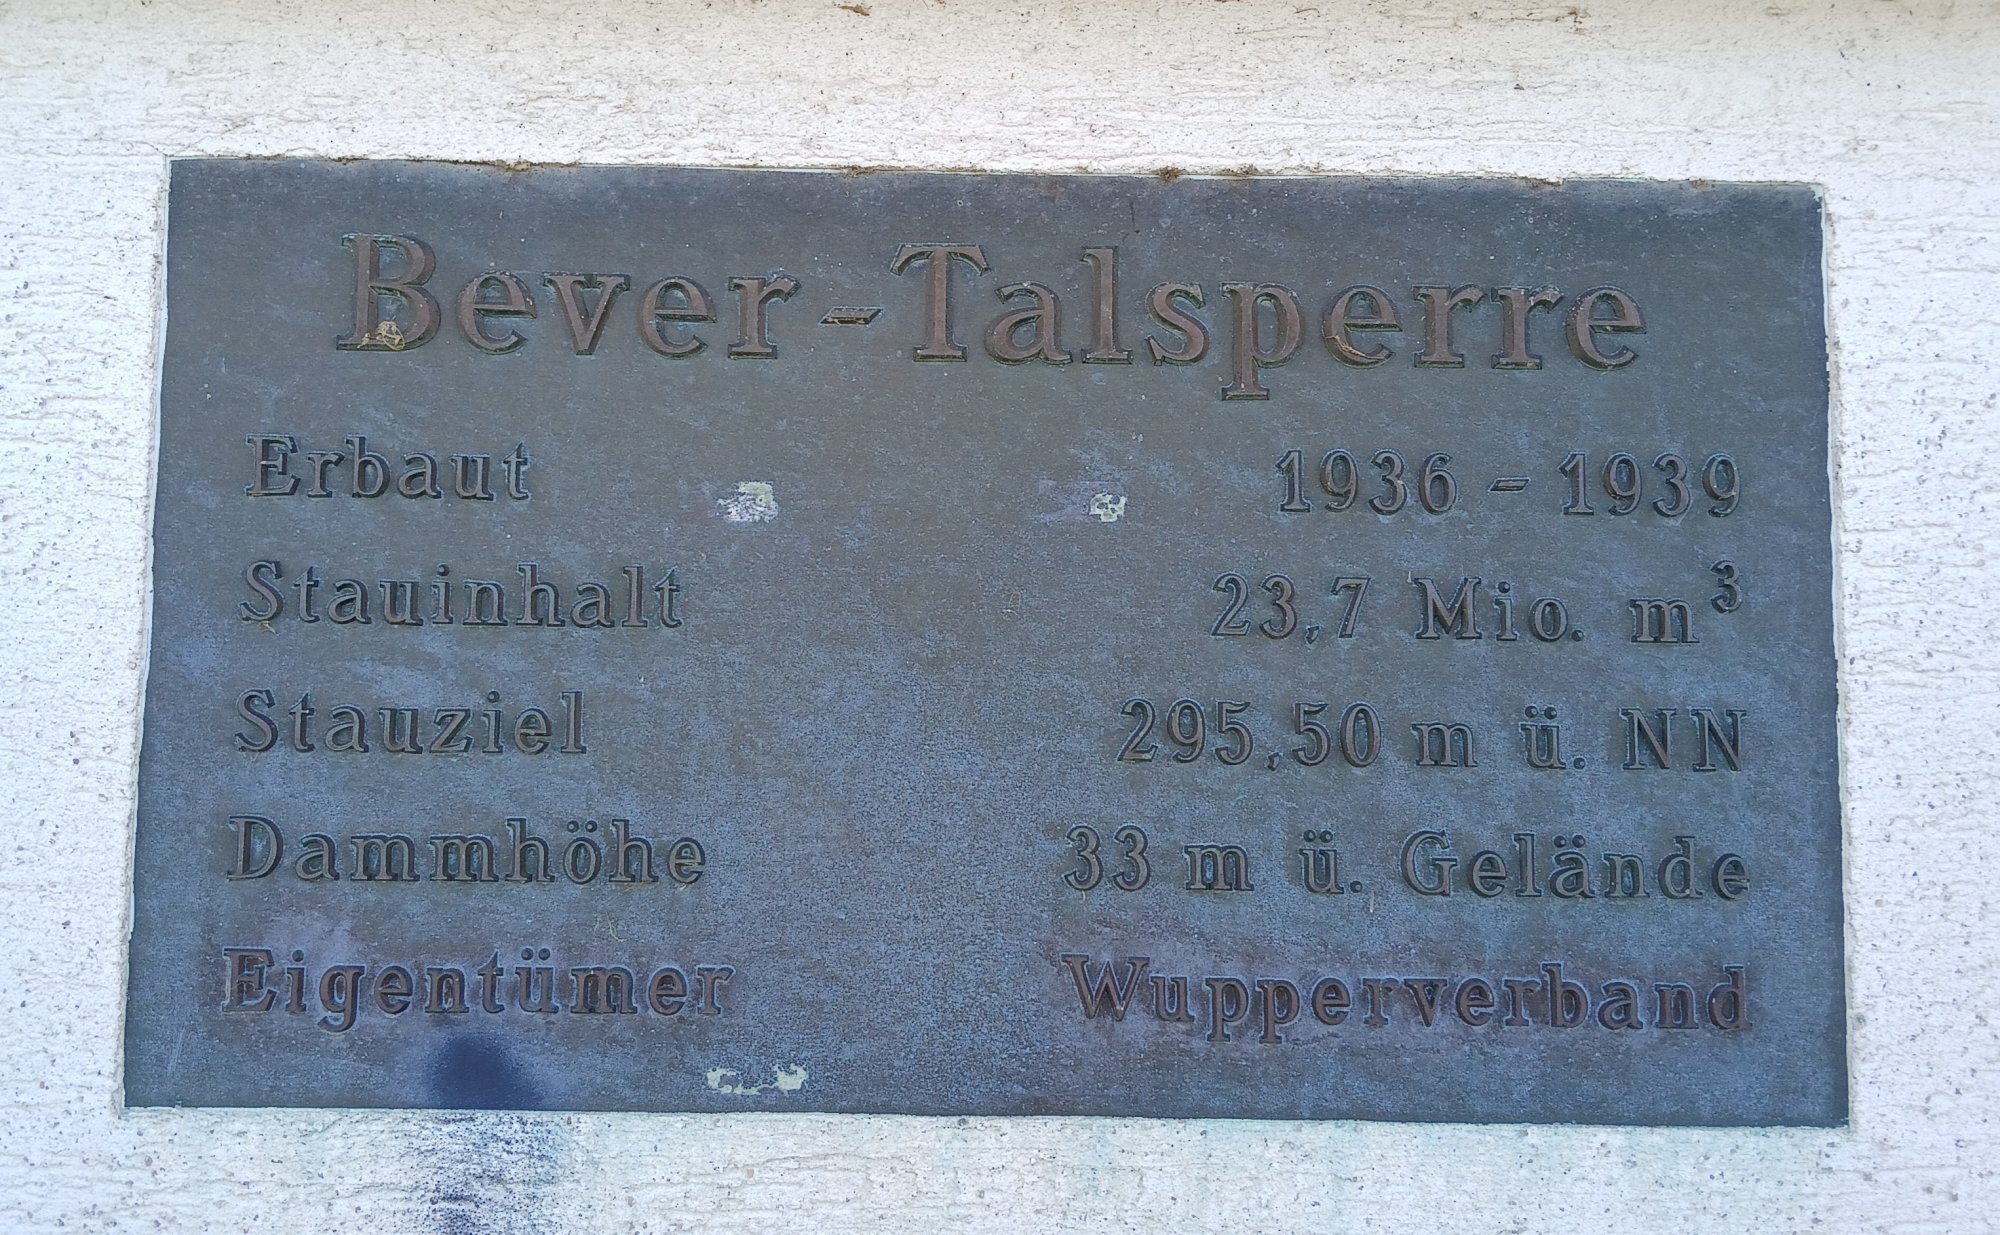 Bever-Talsperre
Erbaut 1936 - 1939
Stauinhalt 23,7 Mio. m³
Stauziel 295,50 m ü. NN
Dammhöhe 33 m ü. Gelände
Eigentümer Wupperverband